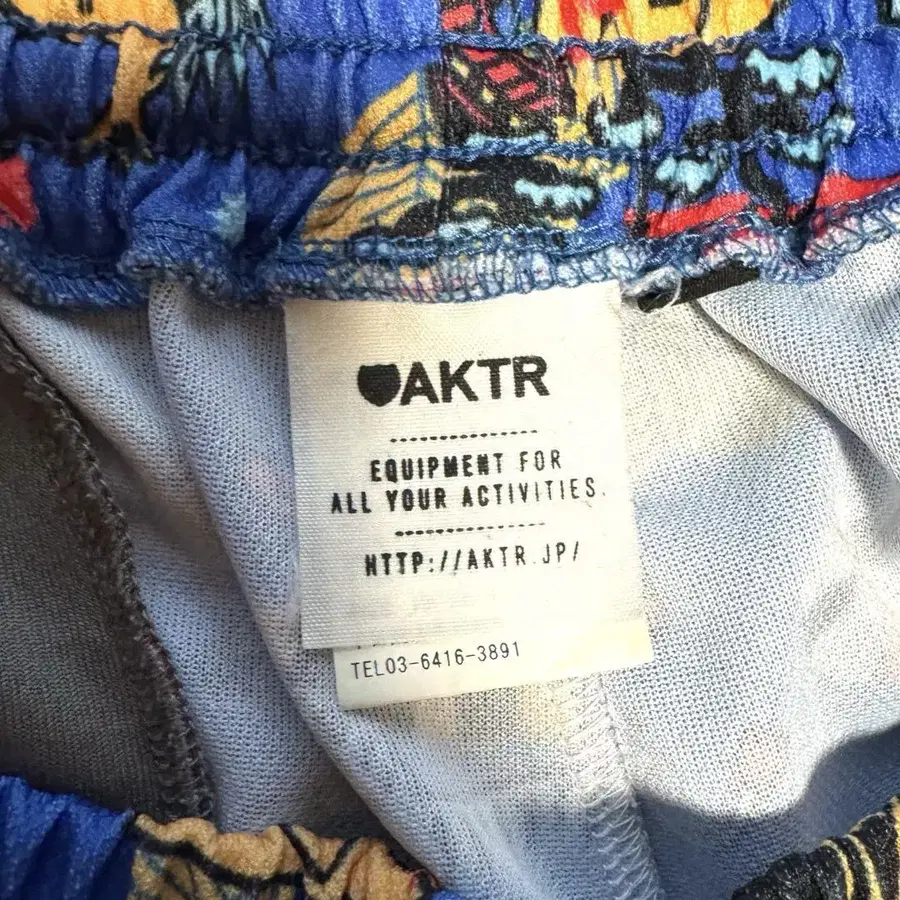 AKTR
EQUIPMENT FOR
ALL YOUR ACTIVITIES.
HTTP://AKTR.JP/
TEL03-6416-3891